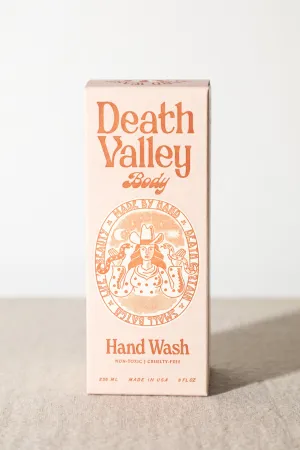 Death
Valley
Body
MADE BY HAND
SMALL BATCH
Hand Wash
NON-TOXIC | CRUELTY-FREE
MADE IN USA